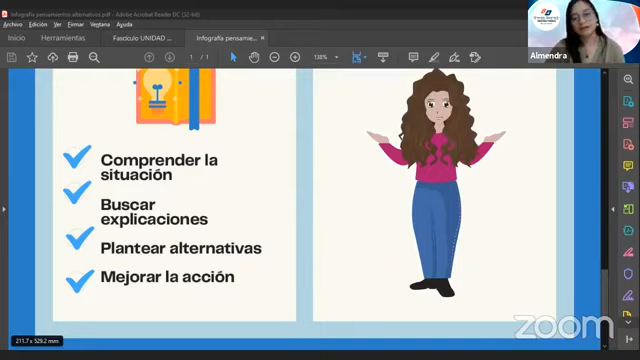 Infografía pensamientos alternativos.pdf - Adobe Acrobat Reader DC (32-bit)
Archivo Edición Ver Firmar Ventana Ayuda
Inicio Herramientas Fascículo UNIDAD ... Infografía pensamie... ×
1 / 1 138%
Almendra
Comprender la
situación
Buscar
explicaciones
Plantear alternativas
Mejorar la acción
211.7 x 529.2 mm
zoom